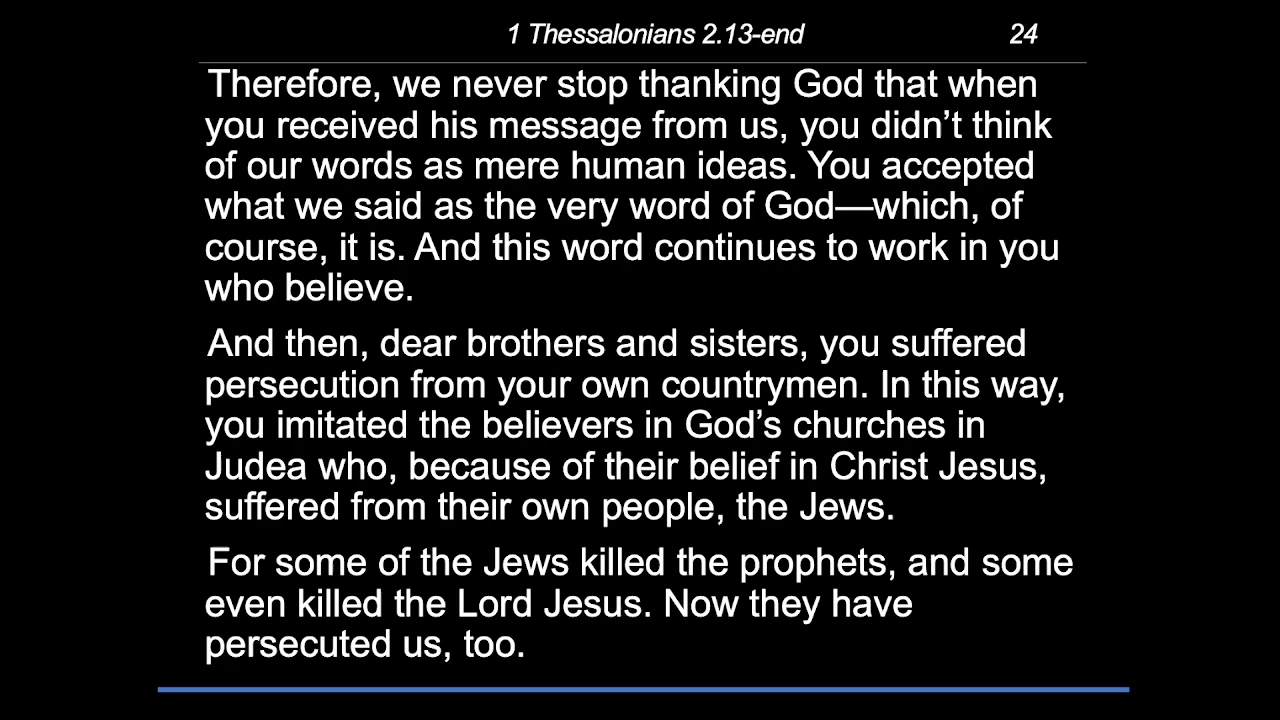 1 Thessalonians 2.13-end 24
Therefore, we never stop thanking God that when
you received his message from us, you didn’t think
of our words as mere human ideas. You accepted
what we said as the very word of God—which, of
course, it is. And this word continues to work in you
who believe.
And then, dear brothers and sisters, you suffered
persecution from your own countrymen. In this way,
you imitated the believers in God’s churches in
Judea who, because of their belief in Christ Jesus,
suffered from their own people, the Jews.
For some of the Jews killed the prophets, and some
even killed the Lord Jesus. Now they have
persecuted us, too.